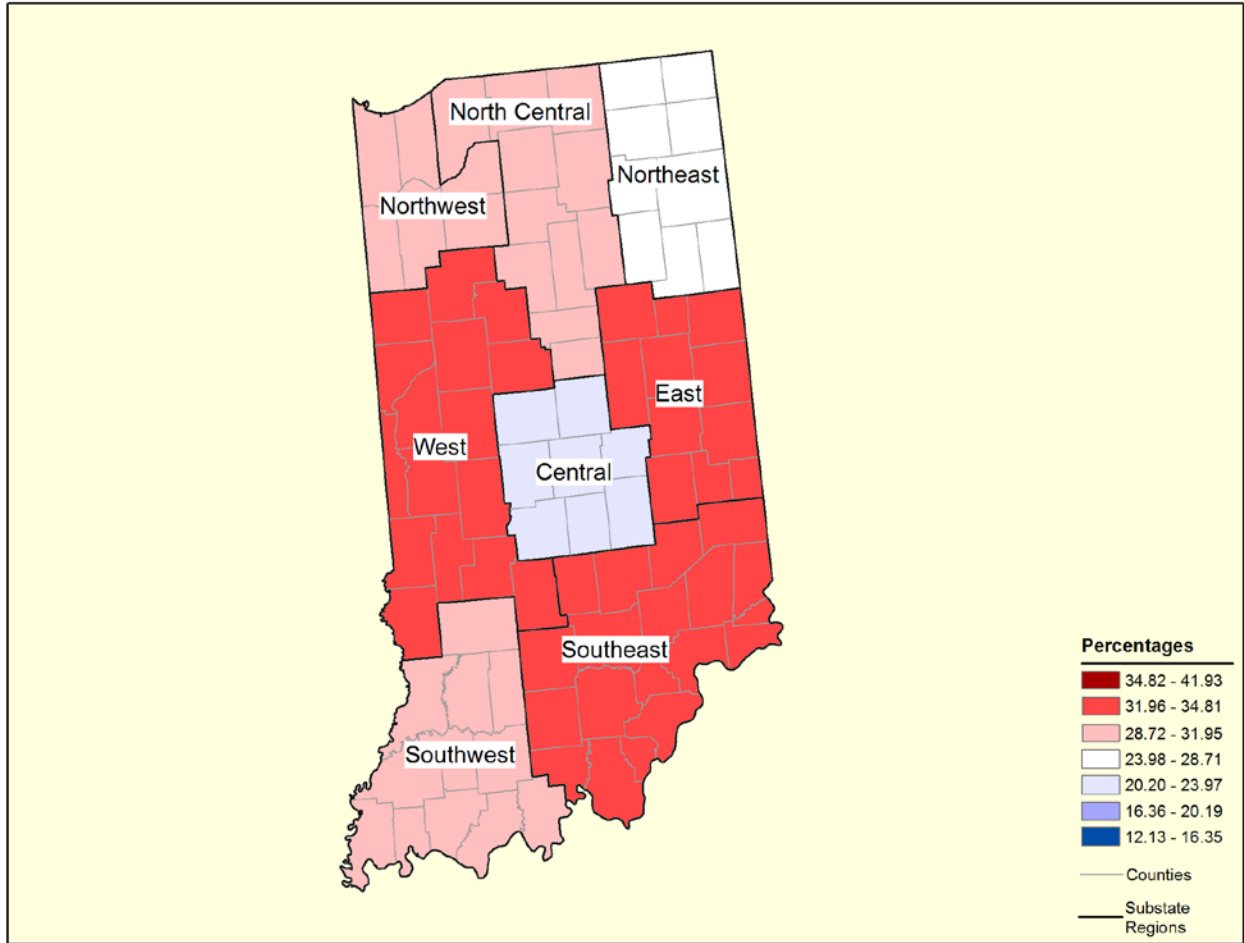 North Central
Northeast
Northwest
East
West
Central
Southeast
Southwest
Percentages
34.82 - 41.93
31.96 - 34.81
28.72 - 31.95
23.98 - 28.71
20.20 - 23.97
16.36 - 20.19
12.13 - 16.35
Counties
Substate
Regions